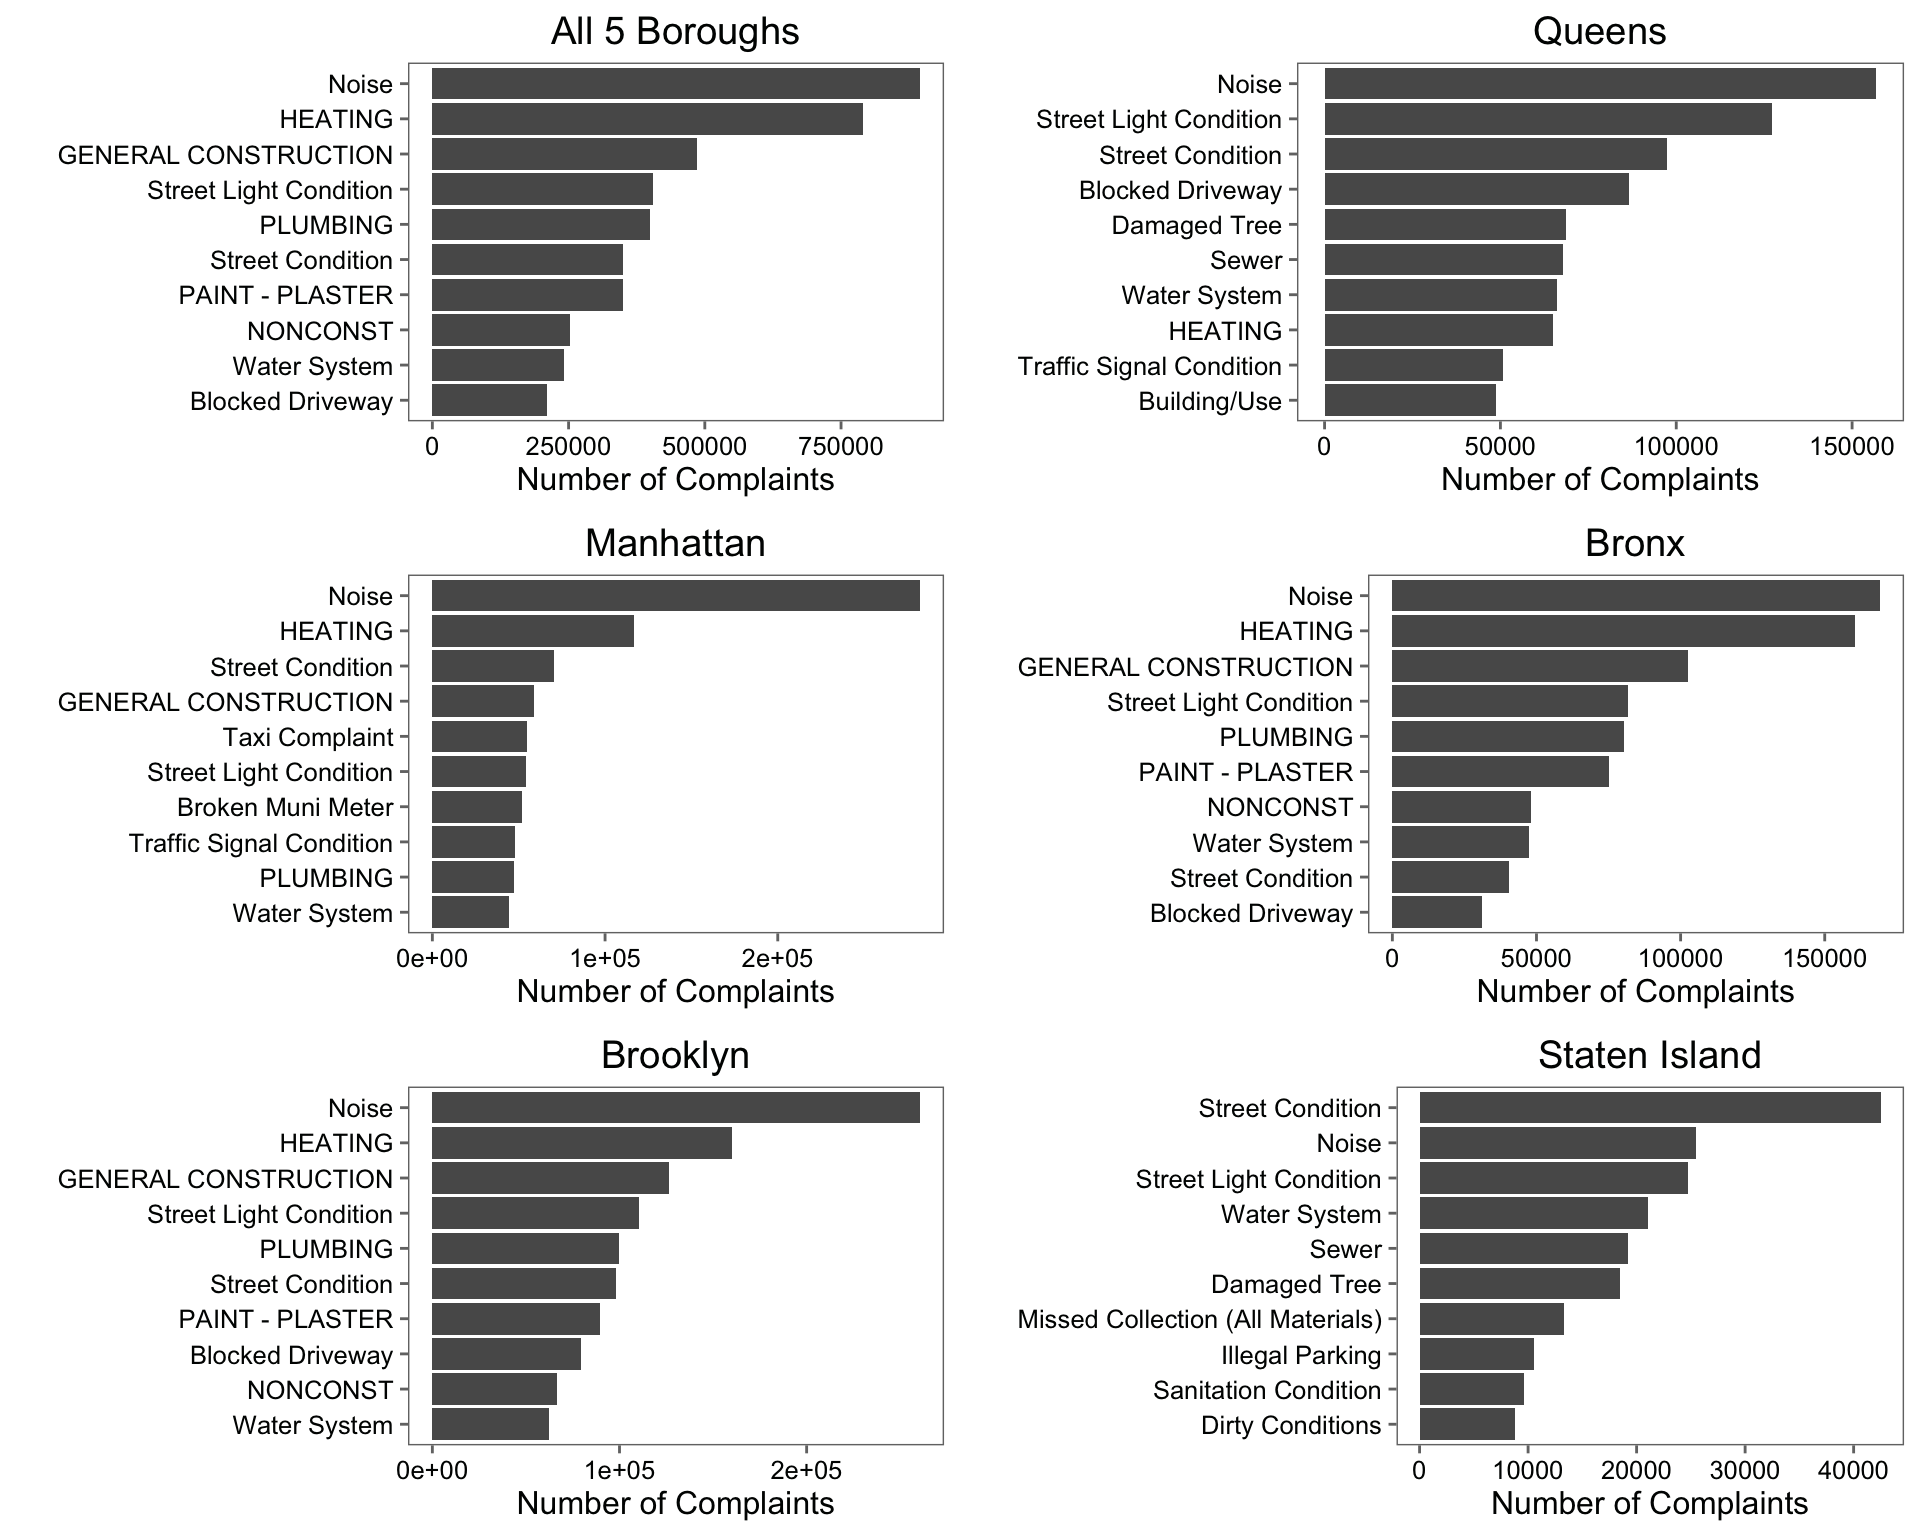 All 5 Boroughs
Noise
HEATING
GENERAL CONSTRUCTION
Street Light Condition
PLUMBING
Street Condition
PAINT - PLASTER
NONCONST
Water System
Blocked Driveway
0 250000 500000 750000
Number of Complaints
Queens
Noise
Street Light Condition
Street Condition
Blocked Driveway
Damaged Tree
Sewer
Water System
HEATING
Traffic Signal Condition
Building/Use
0 50000 100000 150000
Number of Complaints
Manhattan
Noise
HEATING
Street Condition
GENERAL CONSTRUCTION
Taxi Complaint
Street Light Condition
Broken Muni Meter
Traffic Signal Condition
PLUMBING
Water System
0e+00 1e+05 2e+05
Number of Complaints
Bronx
Noise
HEATING
GENERAL CONSTRUCTION
Street Light Condition
PLUMBING
PAINT - PLASTER
NONCONST
Water System
Street Condition
Blocked Driveway
0 50000 100000 150000
Number of Complaints
Brooklyn
Noise
HEATING
GENERAL CONSTRUCTION
Street Light Condition
PLUMBING
Street Condition
PAINT - PLASTER
Blocked Driveway
NONCONST
Water System
0e+00 1e+05 2e+05
Number of Complaints
Staten Island
Street Condition
Noise
Street Light Condition
Water System
Sewer
Damaged Tree
Missed Collection (All Materials)
Illegal Parking
Sanitation Condition
Dirty Conditions
0 10000 20000 30000 40000
Number of Complaints